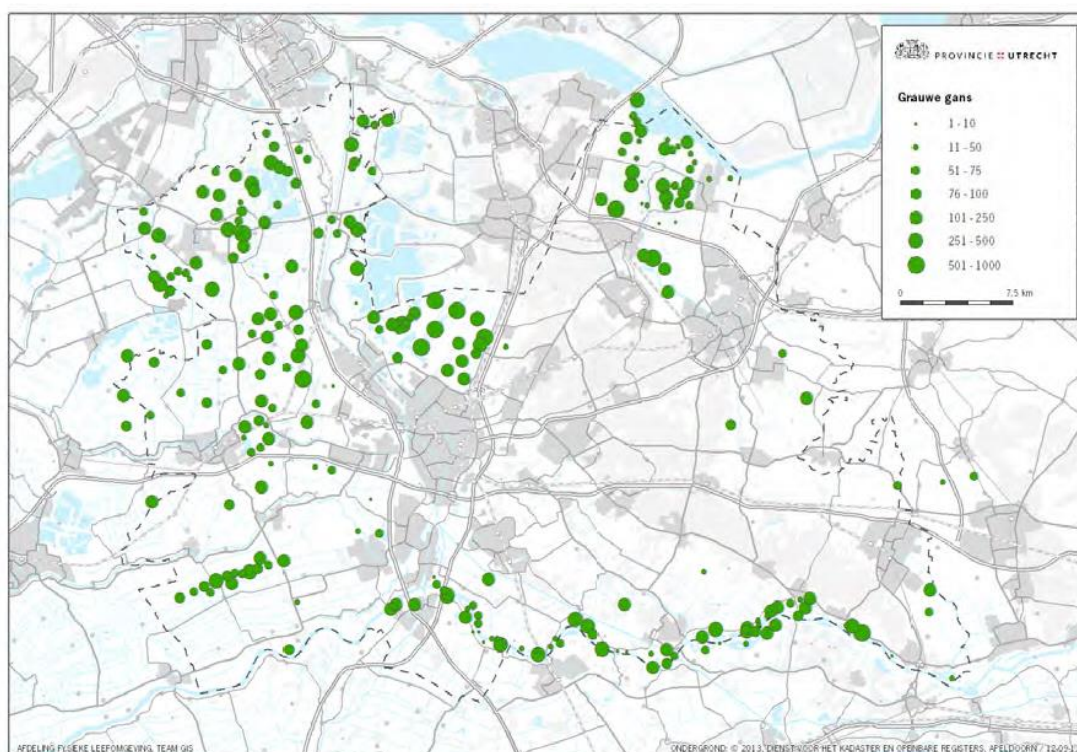 PROVINCIE UTRECHT
Grauwe gans
1 - 10
11 - 50
51 - 75
76 - 100
101 - 250
251 - 500
501 - 1000
0 7.5 km
AFDELING FYSIEKE LEEFOMGEVING, TEAM GIS
ONDERGROND: © 2013, DIENST VOOR HET KADASTER EN OPENBARE REGISTERS, APELDOORN /